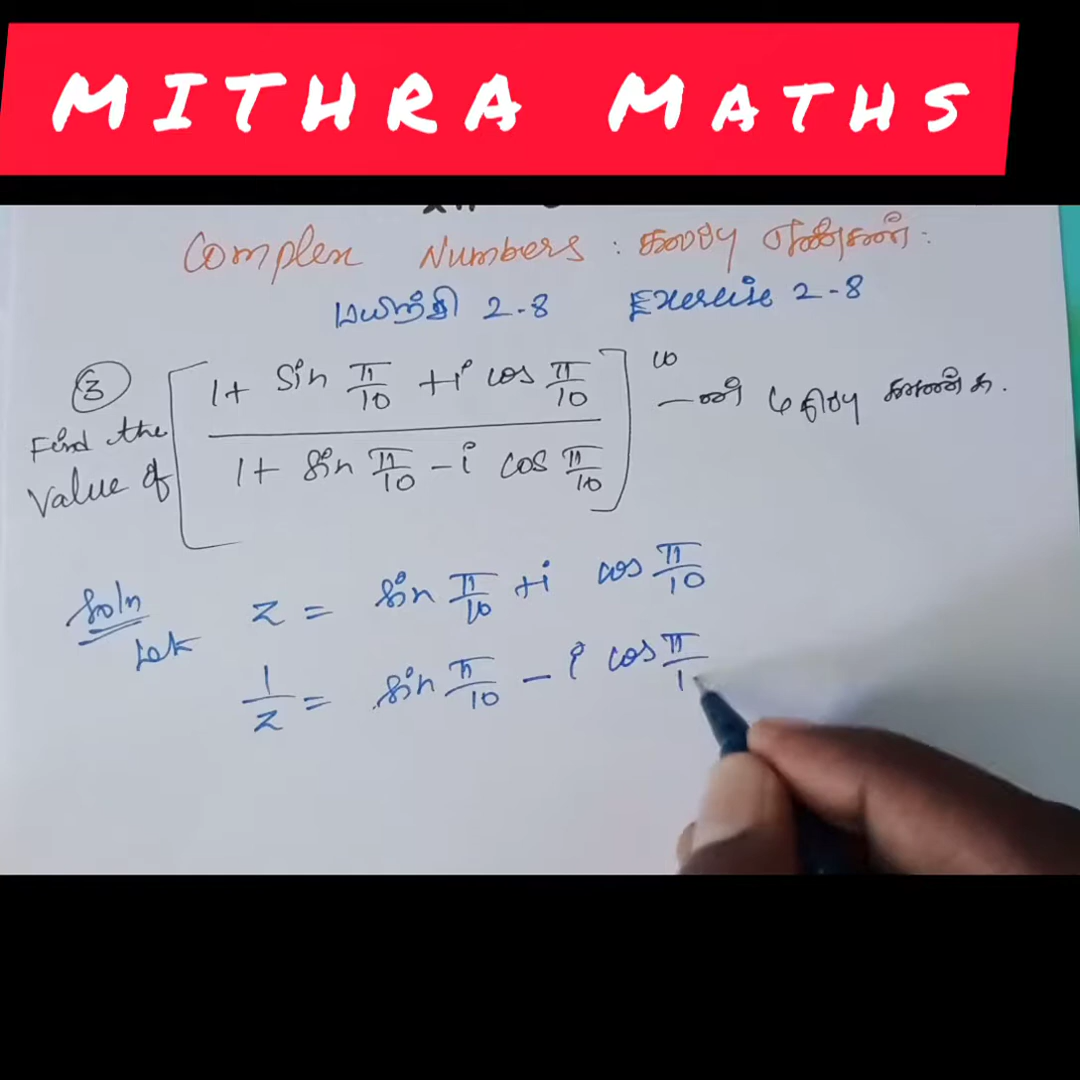 MITHRA MATHS
Complex Numbers : கலப்பு எண்கள் :
பயிற்சி 2-8 Exercise 2-8
③ Find the value of [ (1 + sin π/10 + i cos π/10) / (1 + sin π/10 - i cos π/10) ]^10 -ன் மதிப்பு காண்க.
Soln
Let z = sin π/10 + i cos π/10
1/z = sin π/10 - i cos π/1